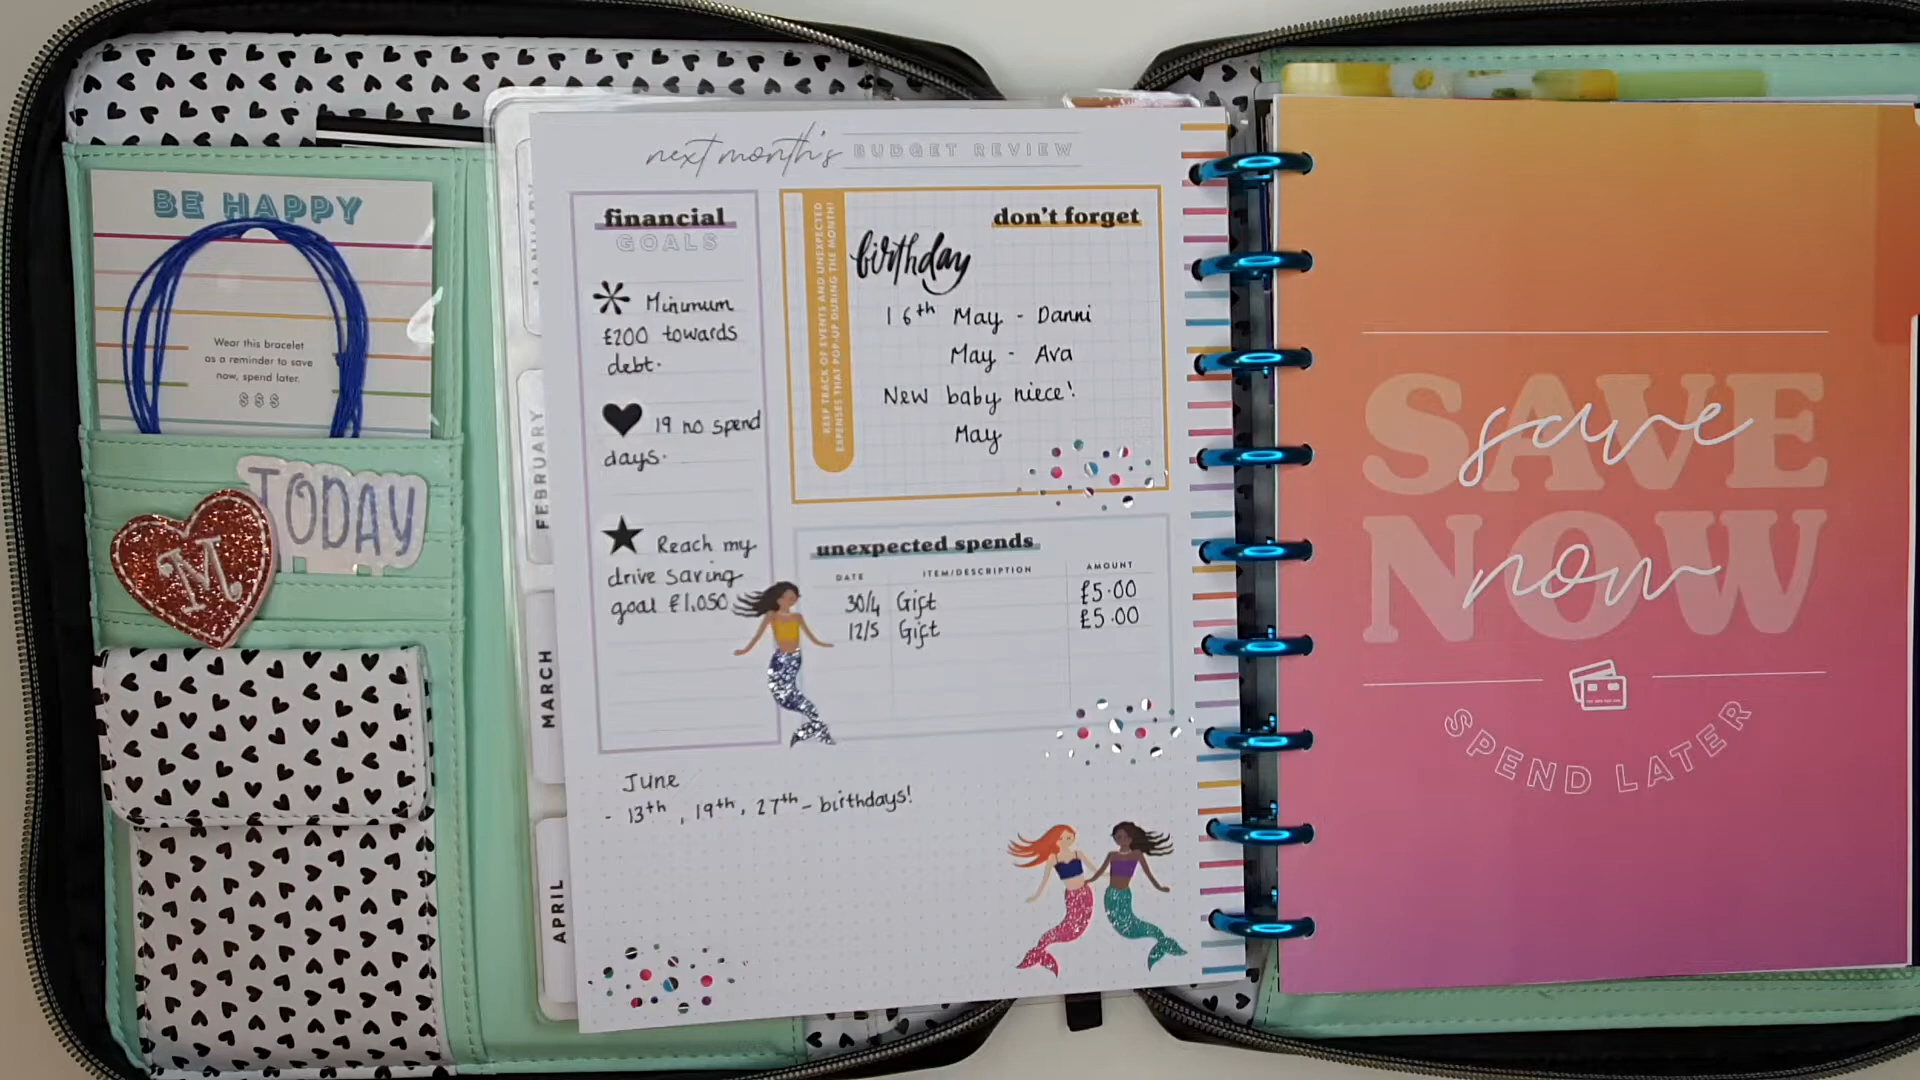 BE HAPPY
Wear this bracelet
as a reminder to save
now, spend later.
$ $ $
TODAY
M
JANUARY
FEBRUARY
MARCH
APRIL
next month's BUDGET REVIEW
financial
GOALS
Minimum
£200 towards
debt.
19 no spend
days.
Reach my
drive saving
goal £1,050
KEEP TRACK OF EVENTS AND UNEXPECTED
EXPENSES THAT POP-UP DURING THE MONTH!
don't forget
birthday
16th May - Danni
May - Ava
New baby niece!
May
unexpected spends
DATE ITEM/DESCRIPTION AMOUNT
30/4 Gift £5.00
12/5 Gift £5.00
June
- 13th, 19th, 27th - birthdays!
SAVE
save
NOW
now
SPEND LATER